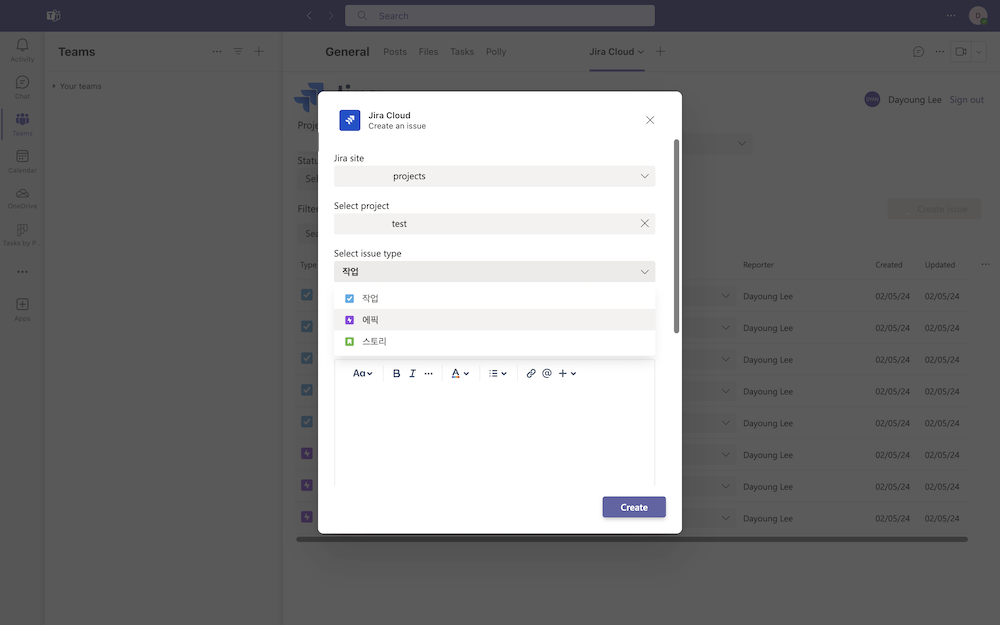 Search
D
Activity
Chat
Teams
Calendar
OneDrive
Tasks by P...
Apps
Teams
Your teams
General Posts Files Tasks Polly Jira Cloud
Dayoung Lee Sign out
Jira Cloud
Create an issue
Jira site
projects
Select project
test
Select issue type
작업
작업
에픽
스토리
Aa B I A @
Create
Create issue
Type Reporter Created Updated
Dayoung Lee 02/05/24 02/05/24
Dayoung Lee 02/05/24 02/05/24
Dayoung Lee 02/05/24 02/05/24
Dayoung Lee 02/05/24 02/05/24
Dayoung Lee 02/05/24 02/05/24
Dayoung Lee 02/05/24 02/05/24
Dayoung Lee 02/05/24 02/05/24
Dayoung Lee 02/05/24 02/05/24